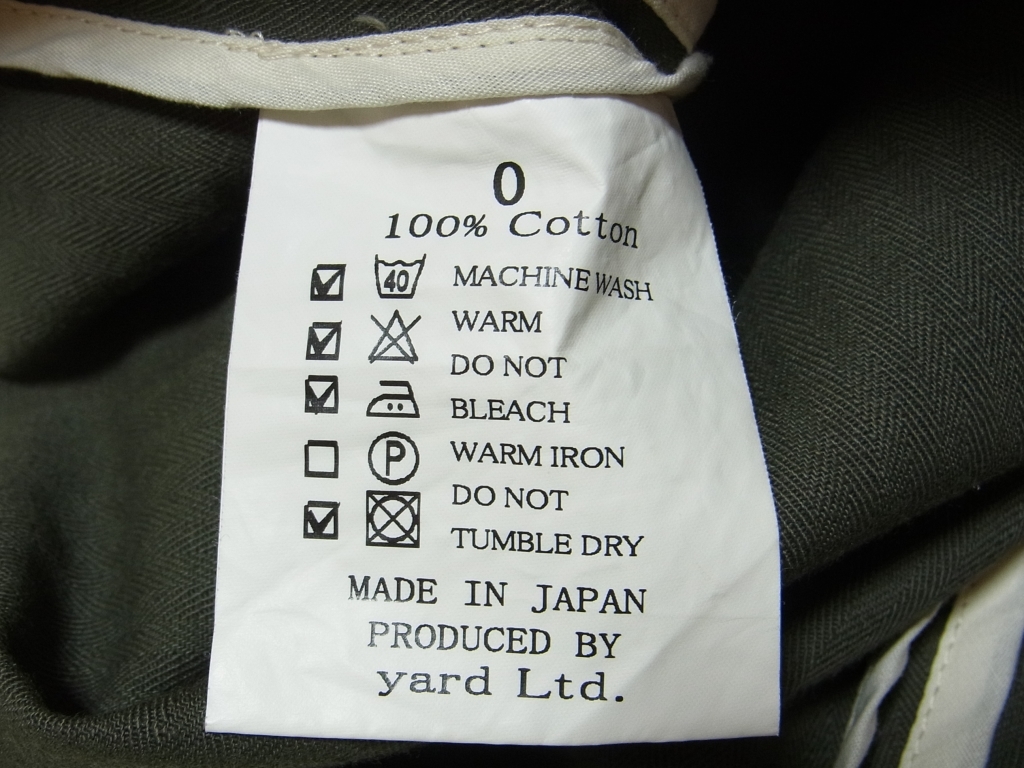 0
100% Cotton
40 MACHINE WASH
WARM
DO NOT
BLEACH
P WARM IRON
DO NOT
TUMBLE DRY
MADE IN JAPAN
PRODUCED BY
yard Ltd.